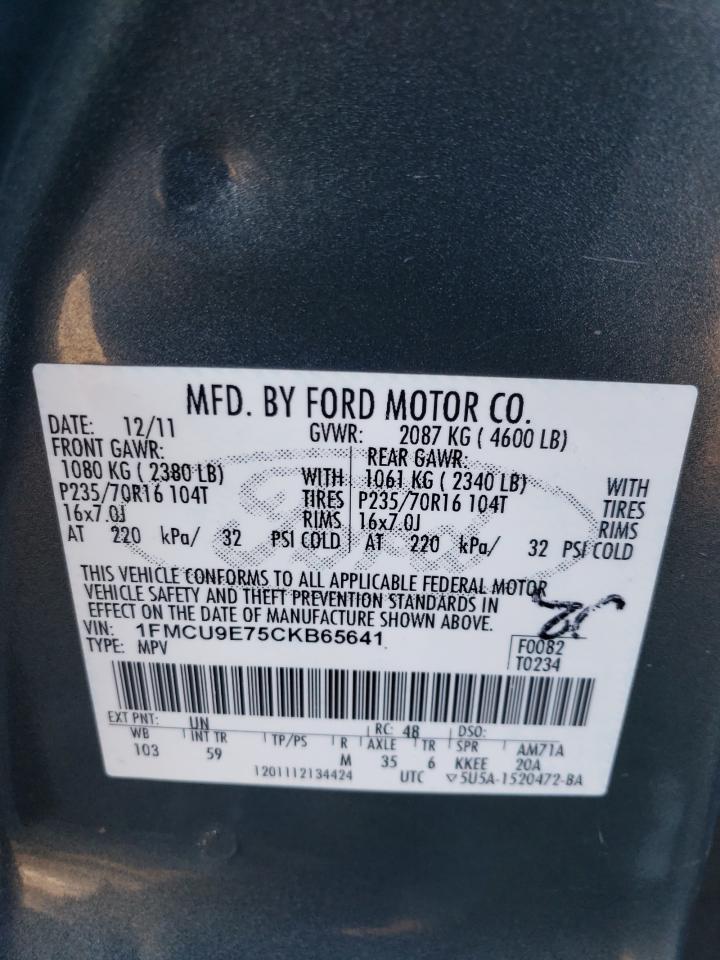 MFD. BY FORD MOTOR CO.
DATE: 12/11 GVWR: 2087 KG ( 4600 LB)
FRONT GAWR: REAR GAWR:
1080 KG ( 2380 LB) WITH 1061 KG ( 2340 LB) WITH
P235/70R16 104T TIRES P235/70R16 104T TIRES
16x7.0J RIMS 16x7.0J RIMS
AT 220 kPa/ 32 PSI COLD AT 220 kPa/ 32 PSI COLD
THIS VEHICLE CONFORMS TO ALL APPLICABLE FEDERAL MOTOR
VEHICLE SAFETY AND THEFT PREVENTION STANDARDS IN
EFFECT ON THE DATE OF MANUFACTURE SHOWN ABOVE.
VIN: 1FMCU9E75CKB65641
TYPE: MPV
F0082
T0234
EXT PNT: UN RC: 48 DSO:
WB INT TR TP/PS R AXLE TR SPR AM71A
103 59 M 35 6 KKEE 20A
1201112134424 UTC ▽5U5A-1520472-BA